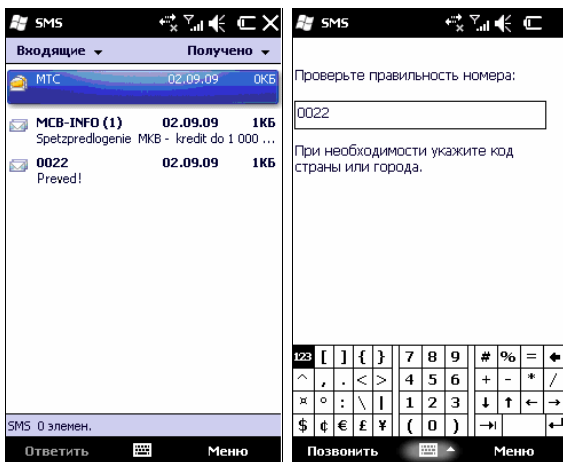 SMS
Входящие
Получено
МТС 02.09.09 0КБ
MCB-INFO (1) 02.09.09 1КБ
Spetzpredlogenie MKB - kredit do 1 000 ...
0022 02.09.09 1КБ
Preved!
SMS 0 элемен.
Ответить
Меню
SMS
Проверьте правильность номера:
0022
При необходимости укажите код
страны или города.
123 [ ] { } 7 8 9 # % = ←
^ , . < > 4 5 6 + - * /
¤ ° : \ | 1 2 3 ↓ ↑ ← →
$ ¢ € £ ¥ ( 0 ) →| ↵
Позвонить
Меню